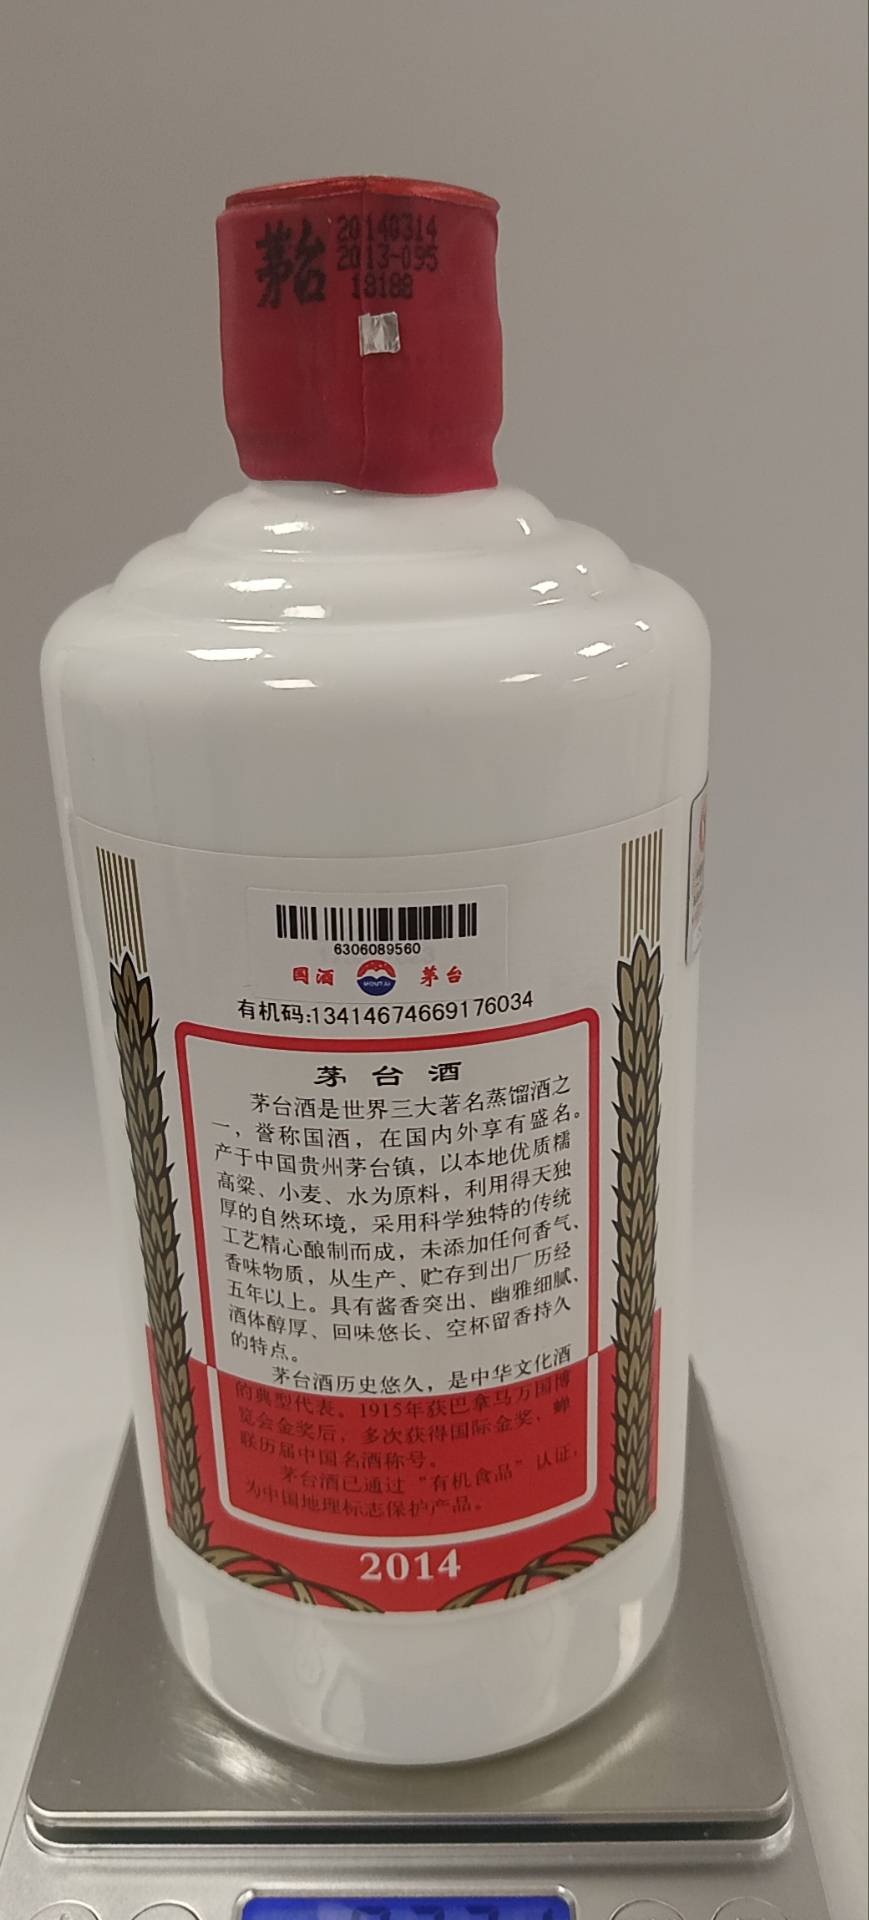 茅台
20140314
2013-095
18188
6306089560
国酒 MOUTAI 茅台
有机码:13414674669176034
茅台酒
茅台酒是世界三大著名蒸馏酒之
一，誉称国酒，在国内外享有盛名。
产于中国贵州茅台镇，以本地优质糯
高粱、小麦、水为原料，利用得天独
厚的自然环境，采用科学独特的传统
工艺精心酿制而成，未添加任何香气、
香味物质，从生产、贮存到出厂历经
五年以上。具有酱香突出、幽雅细腻、
酒体醇厚、回味悠长、空杯留香持久
的特点。
茅台酒历史悠久，是中华文化酒
的典型代表。1915年获巴拿马万国博
览会金奖后，多次获得国际金奖、蝉
联历届中国名酒称号。
茅台酒已通过“有机食品”认证，
为中国地理标志保护产品。
2014